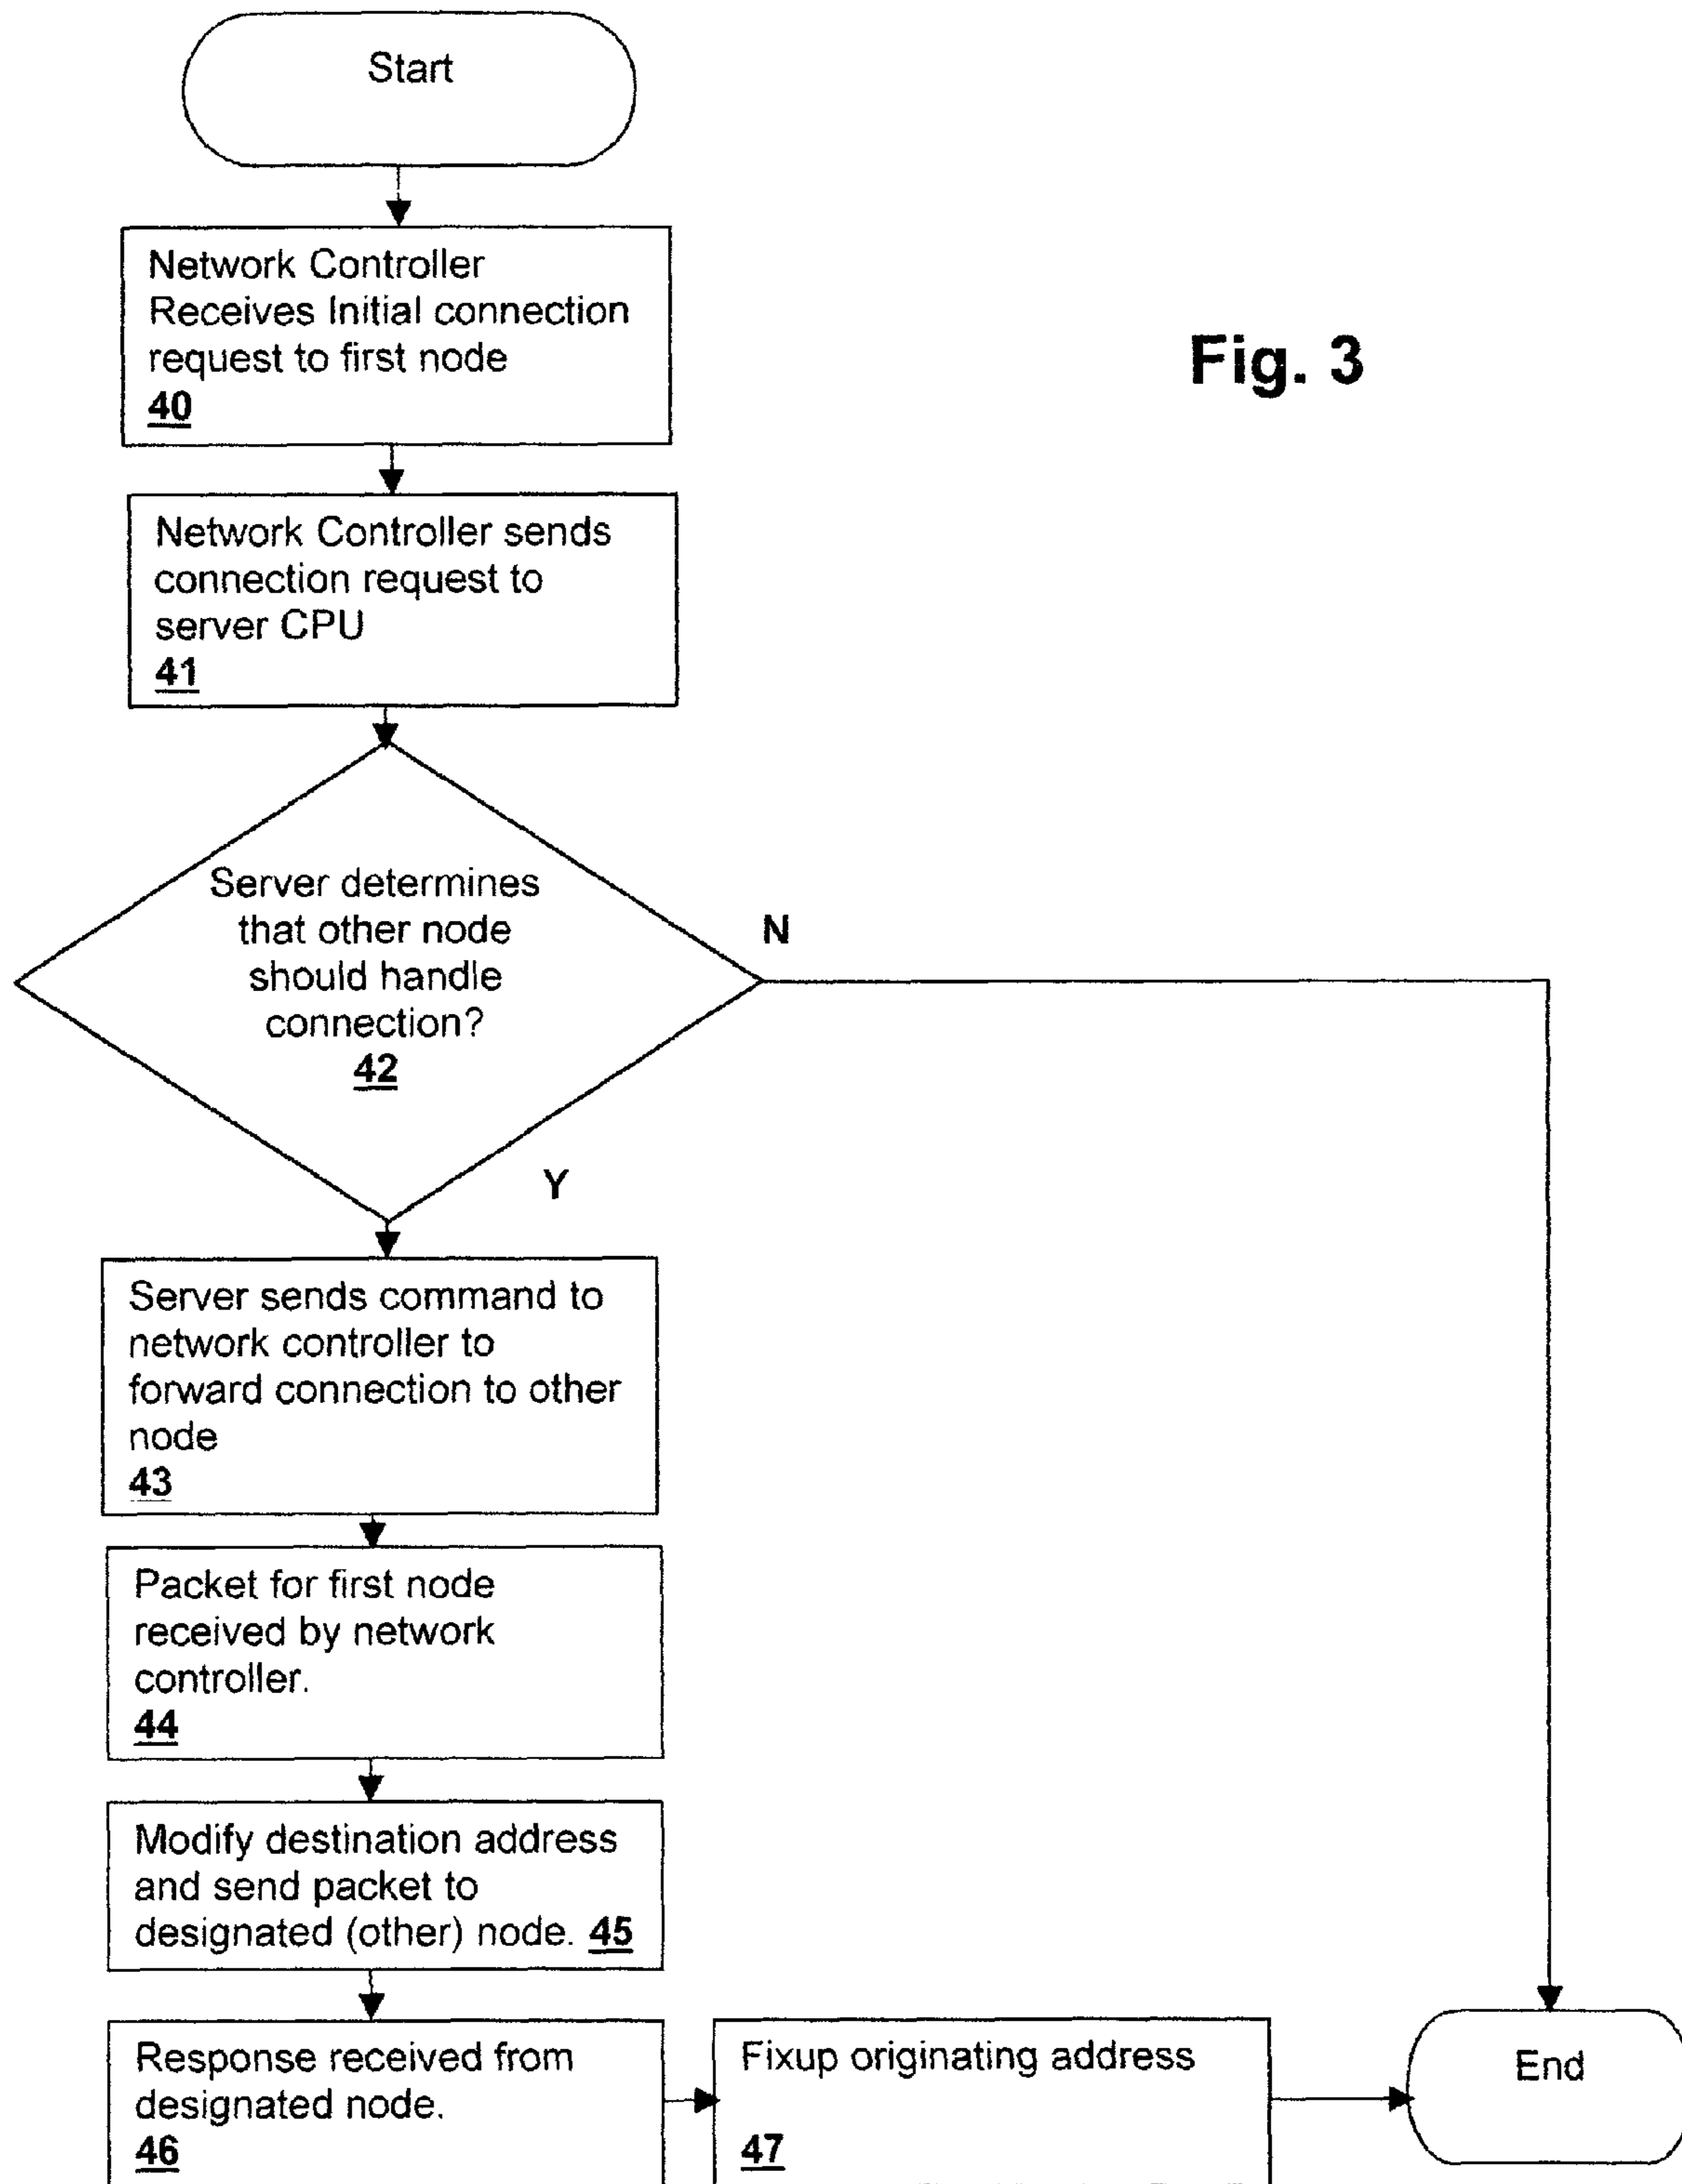 Start
Network Controller
Receives Initial connection
request to first node
40
Fig. 3
Network Controller sends
connection request to
server CPU
41
Server determines
that other node
should handle
connection?
42
N
Y
Server sends command to
network controller to
forward connection to other
node
43
Packet for first node
received by network
controller.
44
Modify destination address
and send packet to
designated (other) node. 45
Response received from
designated node.
46
Fixup originating address
47
End